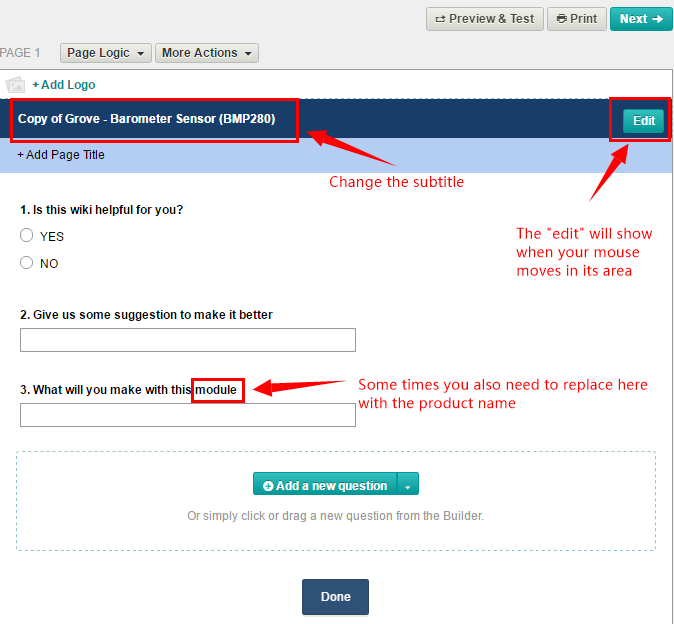 Preview & Test
Print
Next
PAGE 1
Page Logic
More Actions
+Add Logo
Copy of Grove - Barometer Sensor (BMP280)
Edit
+ Add Page Title
Change the subtitle
1. Is this wiki helpful for you?
YES
NO
The "edit" will show
when your mouse
moves in its area
2. Give us some suggestion to make it better
3. What will you make with this module
Some times you also need to replace here
with the product name
Add a new question
Or simply click or drag a new question from the Builder.
Done